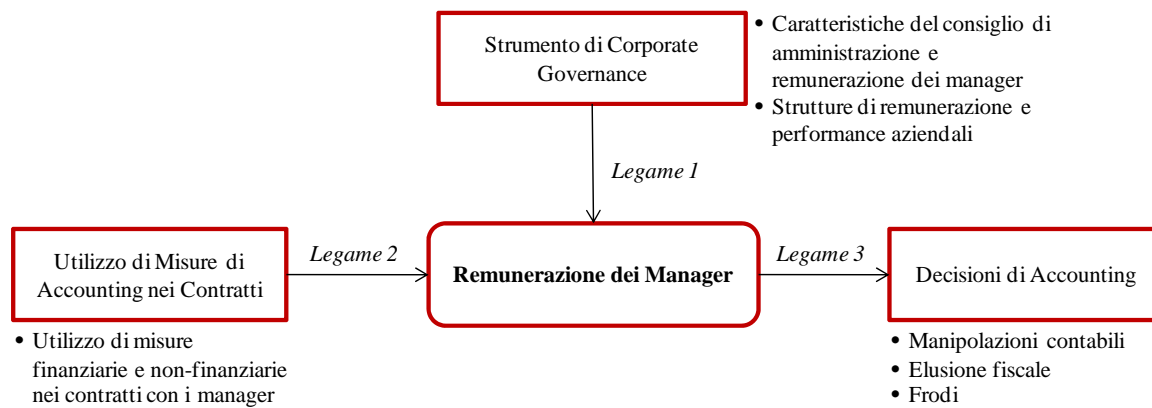 Strumento di Corporate
Governance
• Caratteristiche del consiglio di
amministrazione e
remunerazione dei manager
• Strutture di remunerazione e
performance aziendali
Legame 1
Utilizzo di Misure di
Accounting nei Contratti
Legame 2
Remunerazione dei Manager
Legame 3
Decisioni di Accounting
• Utilizzo di misure
finanziarie e non-finanziarie
nei contratti con i manager
• Manipolazioni contabili
• Elusione fiscale
• Frodi